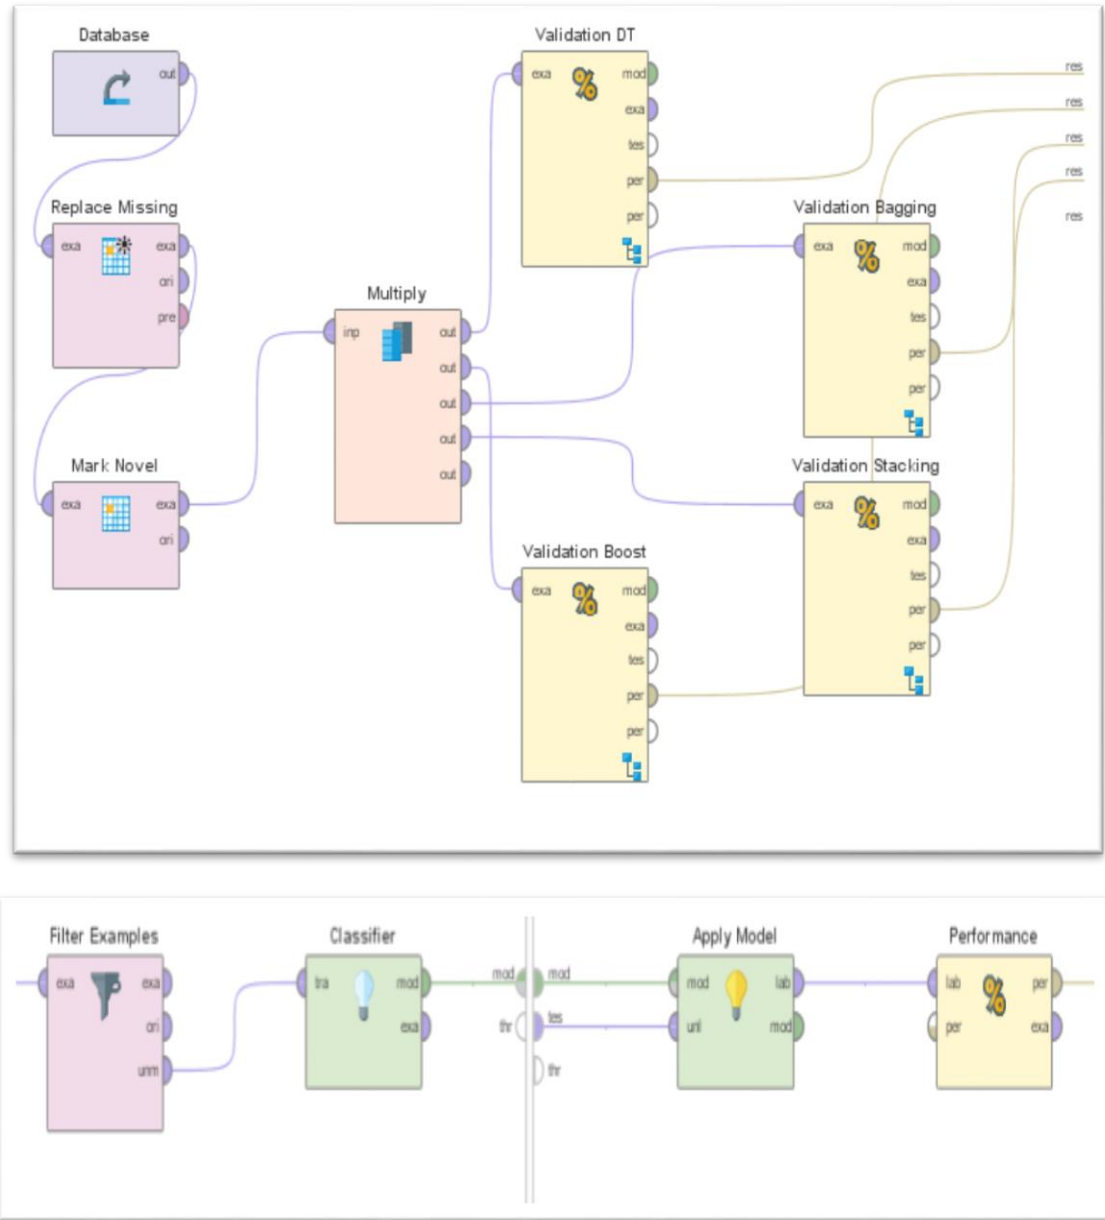 Database
out
Replace Missing
exa
exa
ori
pre
Mark Novel
exa
exa
ori
Multiply
inp
out
out
out
out
out
Validation DT
exa
mod
exa
tes
per
per
Validation Boost
exa
mod
exa
tes
per
per
Validation Bagging
exa
mod
exa
tes
per
per
Validation Stacking
exa
mod
exa
tes
per
per
res
res
res
res
res
Filter Examples
exa
exa
ori
unm
Classifier
tra
mod
exa
mod
thr
mod
tes
thr
Apply Model
mod
unl
lab
mod
Performance
lab
per
per
exa